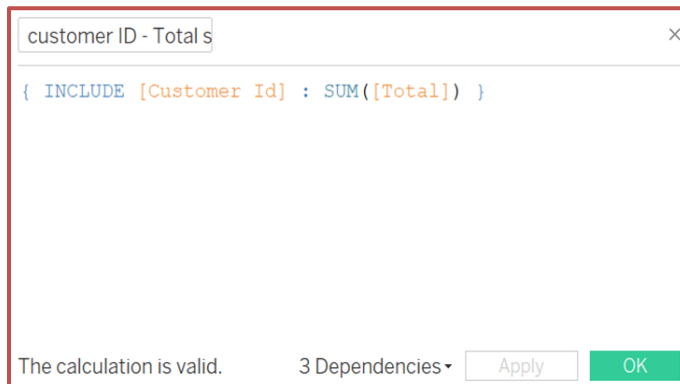 customer ID - Total s
{ INCLUDE [Customer Id] : SUM([Total]) }
The calculation is valid. 3 Dependencies Apply OK